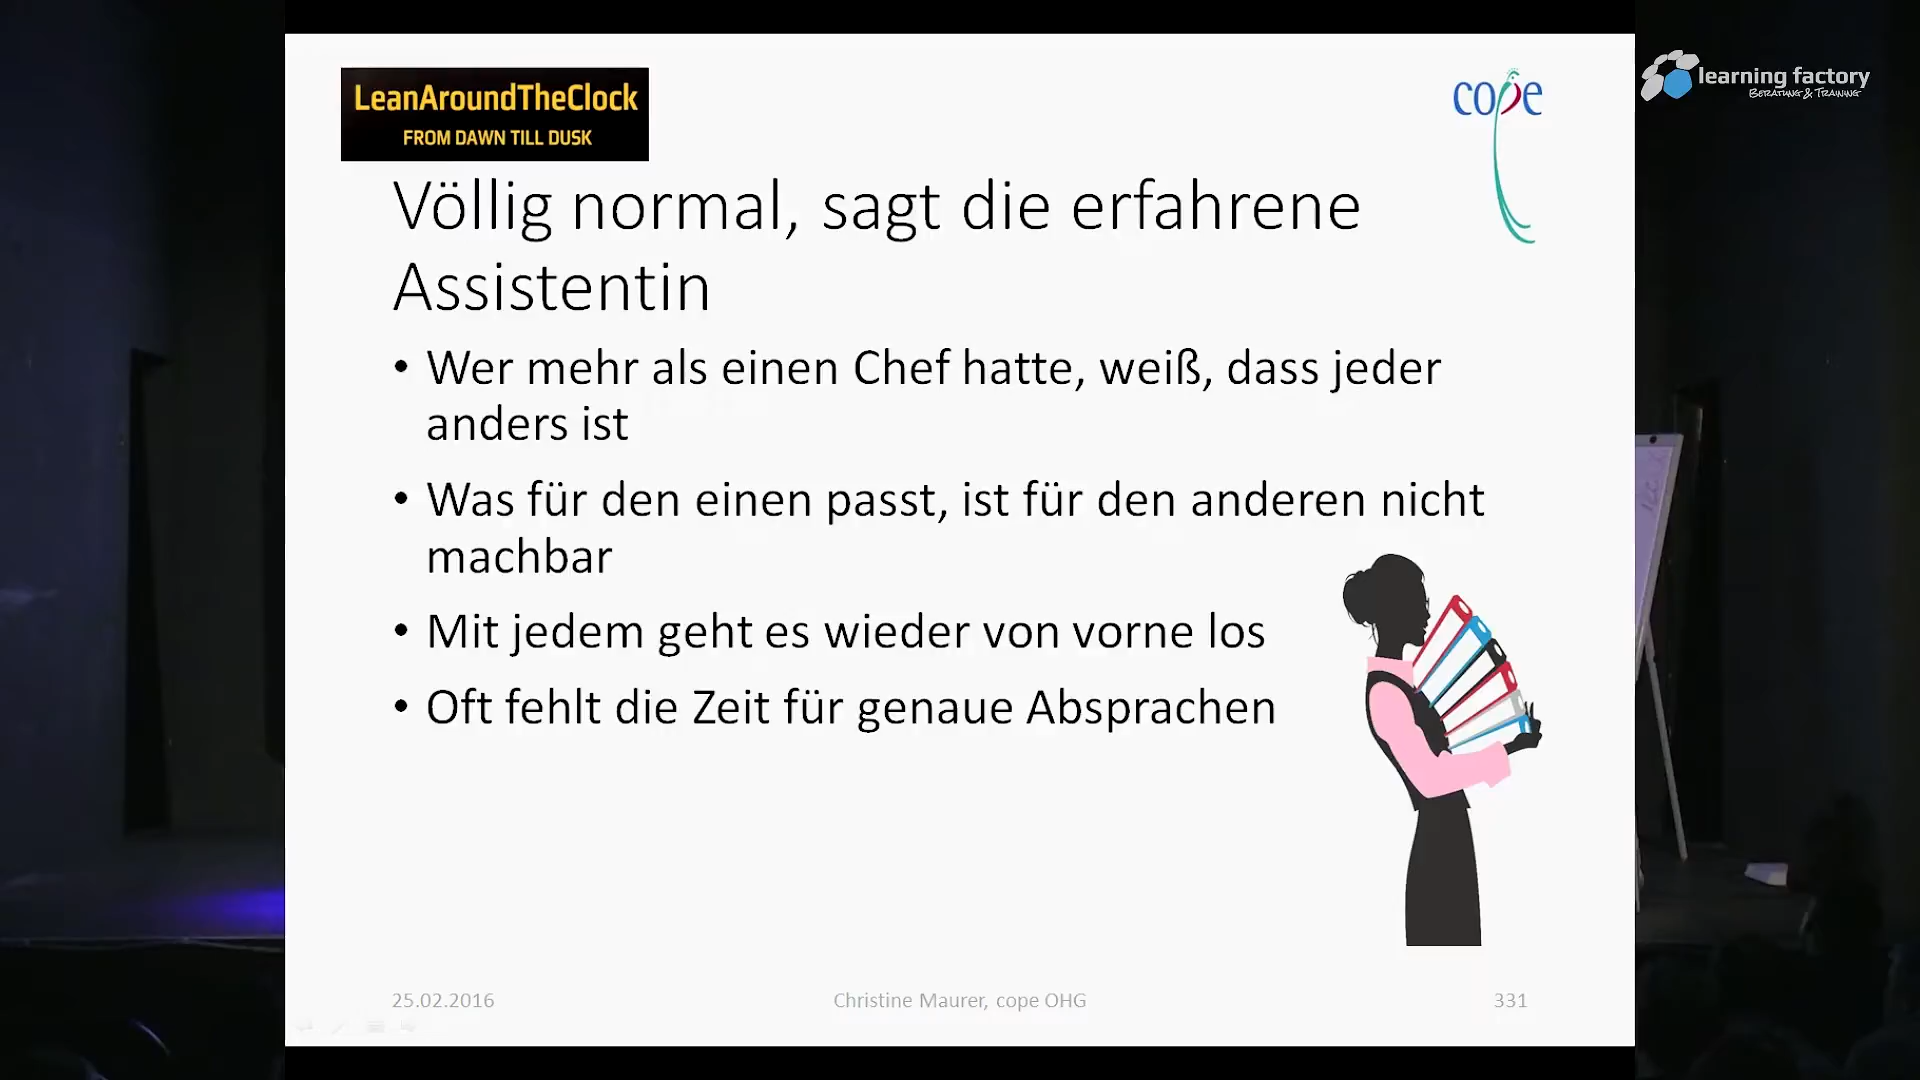 LeanAroundTheClock
FROM DAWN TILL DUSK
cope
learning factory
BERATUNG & TRAINING
Völlig normal, sagt die erfahrene
Assistentin
• Wer mehr als einen Chef hatte, weiß, dass jeder
anders ist
• Was für den einen passt, ist für den anderen nicht
machbar
• Mit jedem geht es wieder von vorne los
• Oft fehlt die Zeit für genaue Absprachen
25.02.2016
Christine Maurer, cope OHG
331